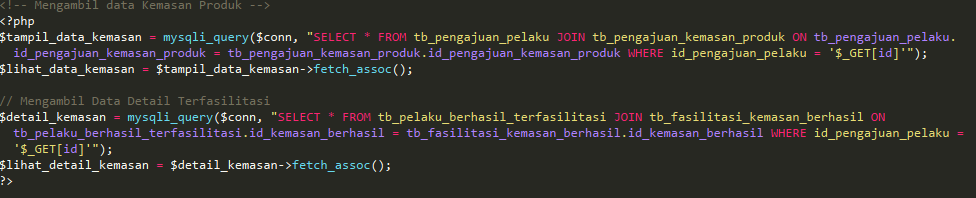 <!-- Mengambil data Kemasan Produk -->
<?php
$tampil_data_kemasan = mysqli_query($conn, "SELECT * FROM tb_pengajuan_pelaku JOIN tb_pengajuan_kemasan_produk ON tb_pengajuan_pelaku.
id_pengajuan_kemasan_produk = tb_pengajuan_kemasan_produk.id_pengajuan_kemasan_produk WHERE id_pengajuan_pelaku = '$_GET[id]'");
$lihat_data_kemasan = $tampil_data_kemasan->fetch_assoc();
// Mengambil Data Detail Terfasilitasi
$detail_kemasan = mysqli_query($conn, "SELECT * FROM tb_pelaku_berhasil_terfasilitasi JOIN tb_fasilitasi_kemasan_berhasil ON
tb_pelaku_berhasil_terfasilitasi.id_kemasan_berhasil = tb_fasilitasi_kemasan_berhasil.id_kemasan_berhasil WHERE id_pengajuan_pelaku =
'$_GET[id]'");
$lihat_detail_kemasan = $detail_kemasan->fetch_assoc();
?>